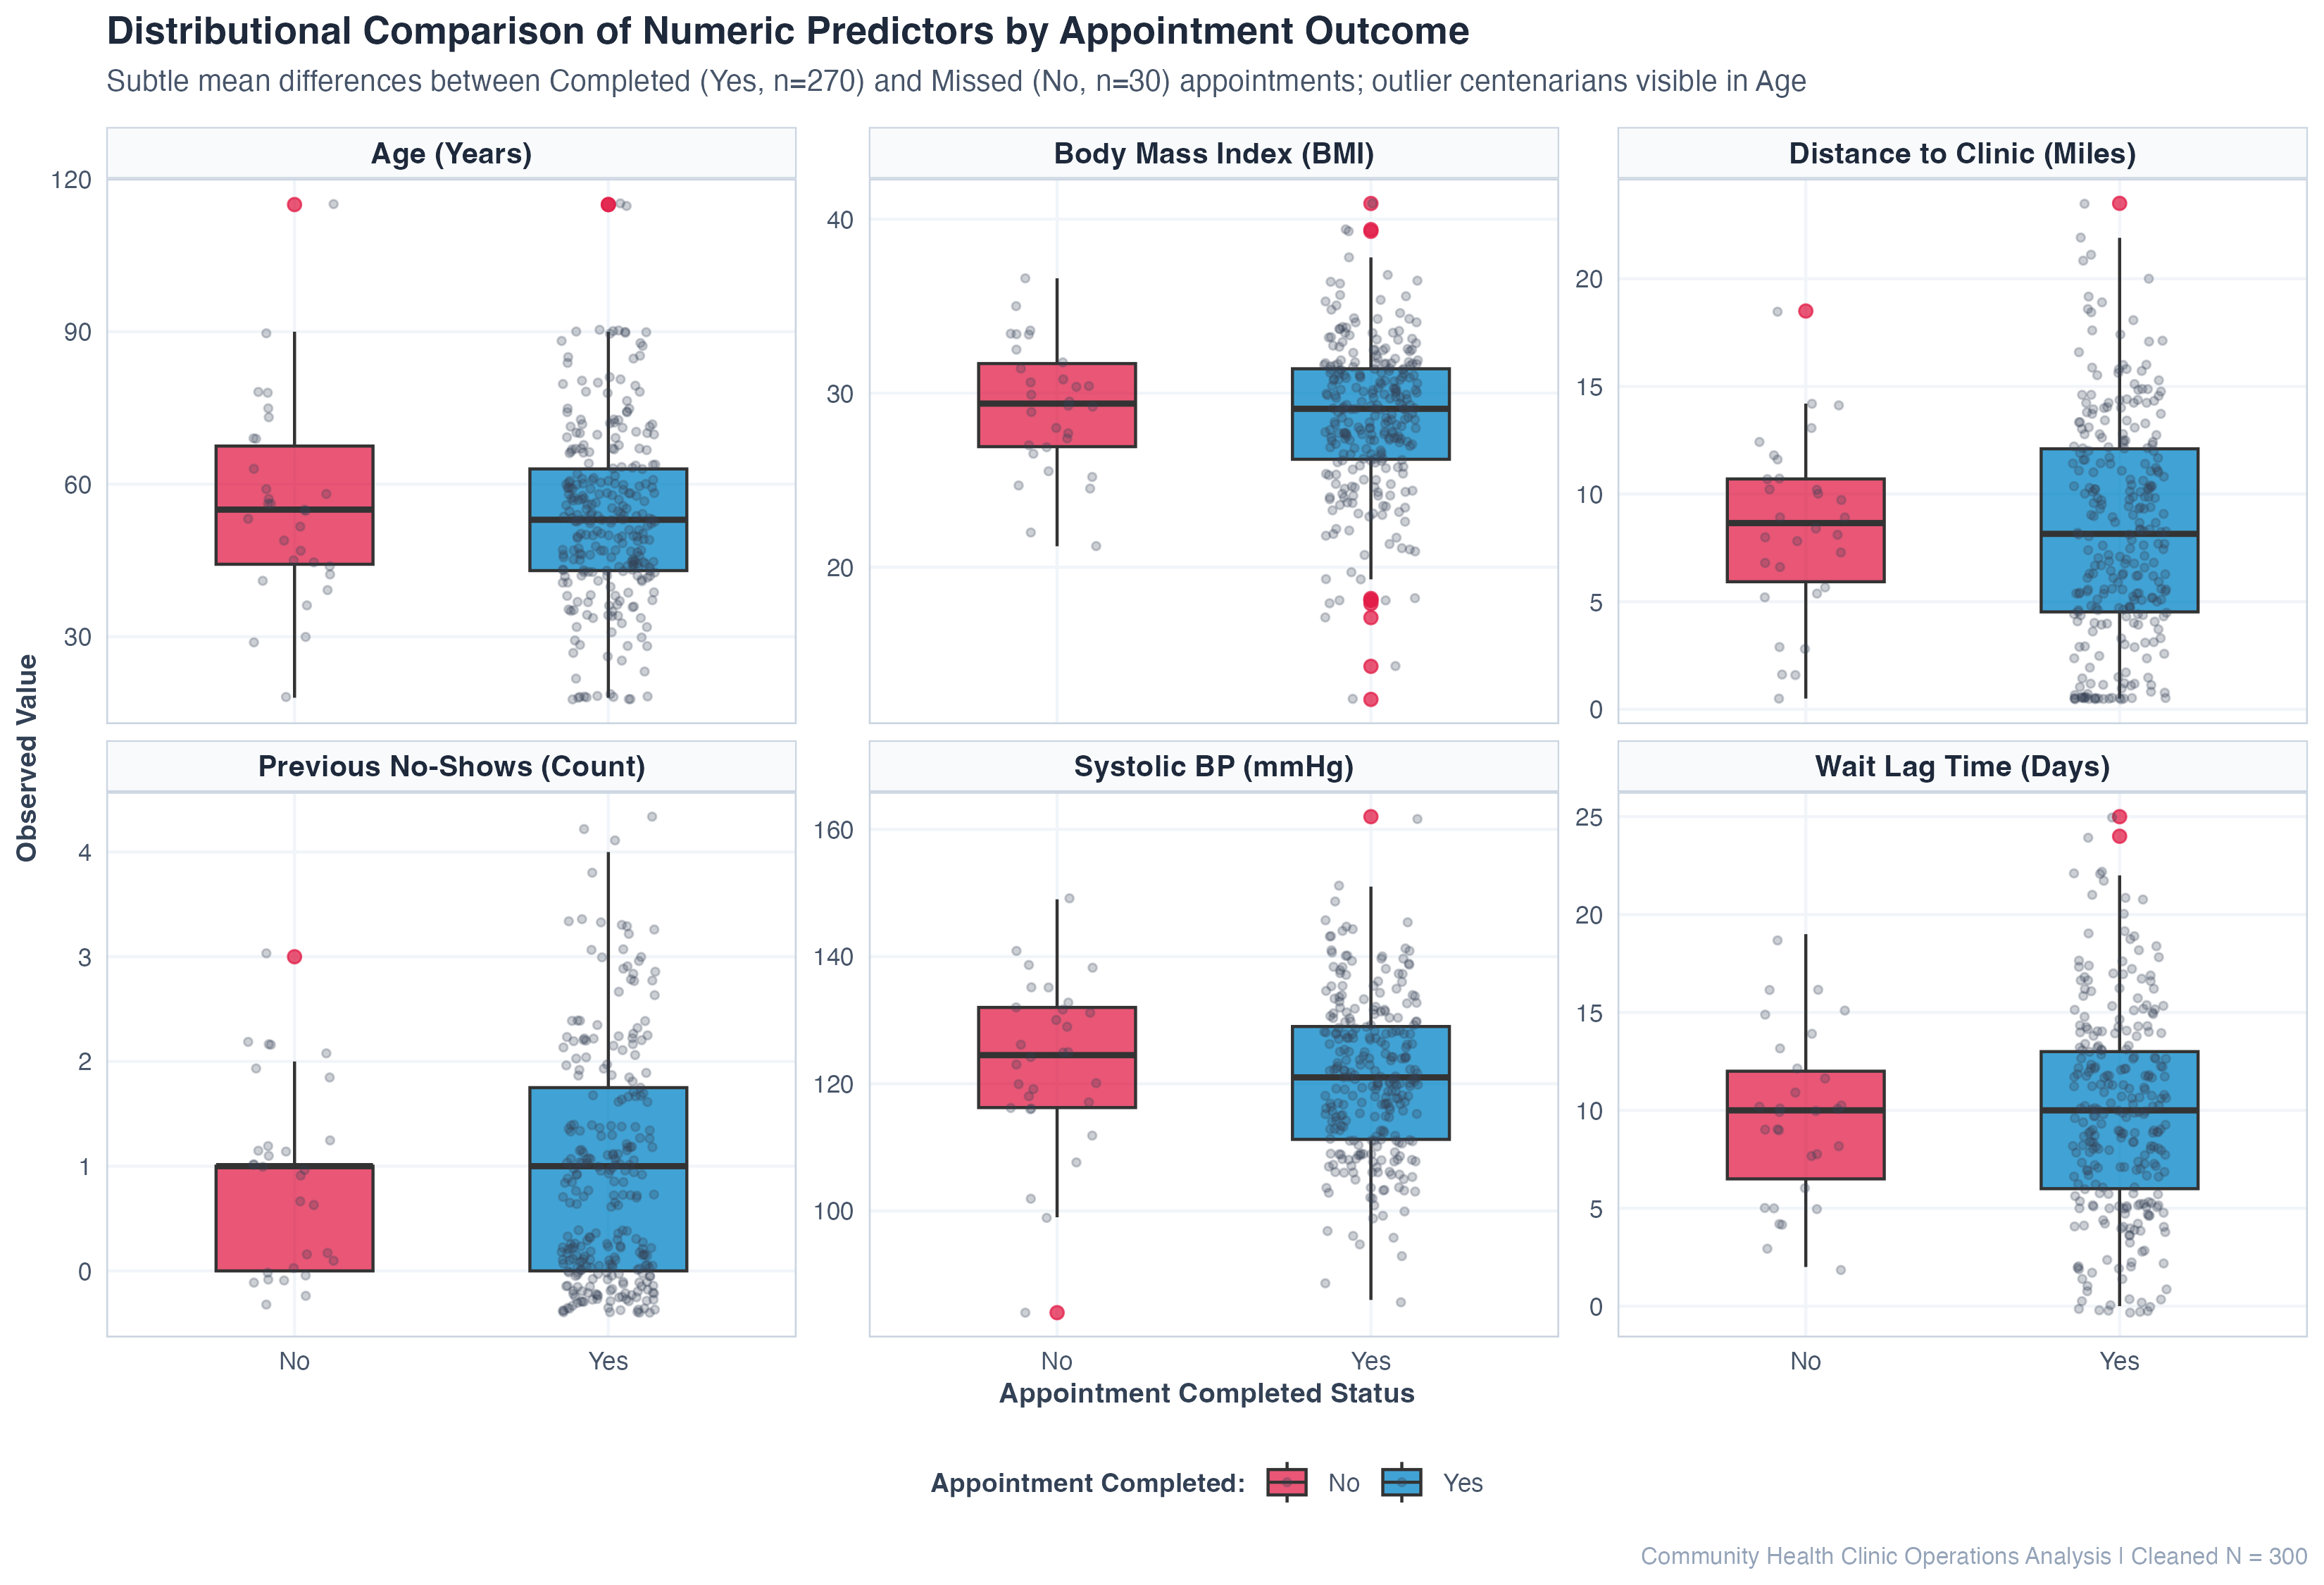 Distributional Comparison of Numeric Predictors by Appointment Outcome
Subtle mean differences between Completed (Yes, n=270) and Missed (No, n=30) appointments; outlier centenarians visible in Age
Age (Years)
Body Mass Index (BMI)
Distance to Clinic (Miles)
120
90
60
30
40
30
20
20
15
10
5
0
Observed Value
Previous No-Shows (Count)
Systolic BP (mmHg)
Wait Lag Time (Days)
4
3
2
1
0
160
140
120
100
25
20
15
10
5
0
No
Yes
No
Yes
No
Yes
Appointment Completed Status
Appointment Completed: No Yes
Community Health Clinic Operations Analysis | Cleaned N = 300